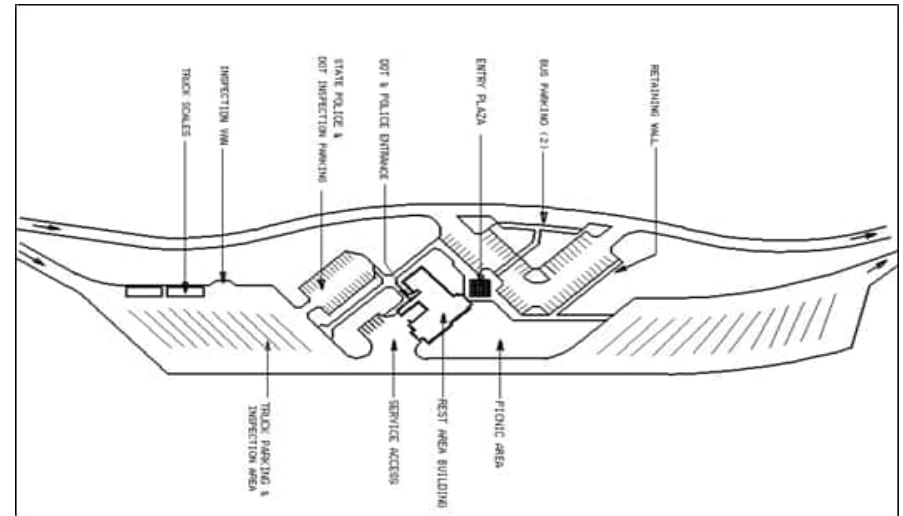 TRUCK SCALES
INSPECTION VAN
STATE POLICE &
DOT INSPECTION PARKING
DOT & POLICE ENTRANCE
ENTRY PLAZA
BUS PARKING (2)
RETAINING WALL
TRUCK PARKING &
INSPECTION AREA
SERVICE ACCESS
REST AREA BUILDING
PICNIC AREA